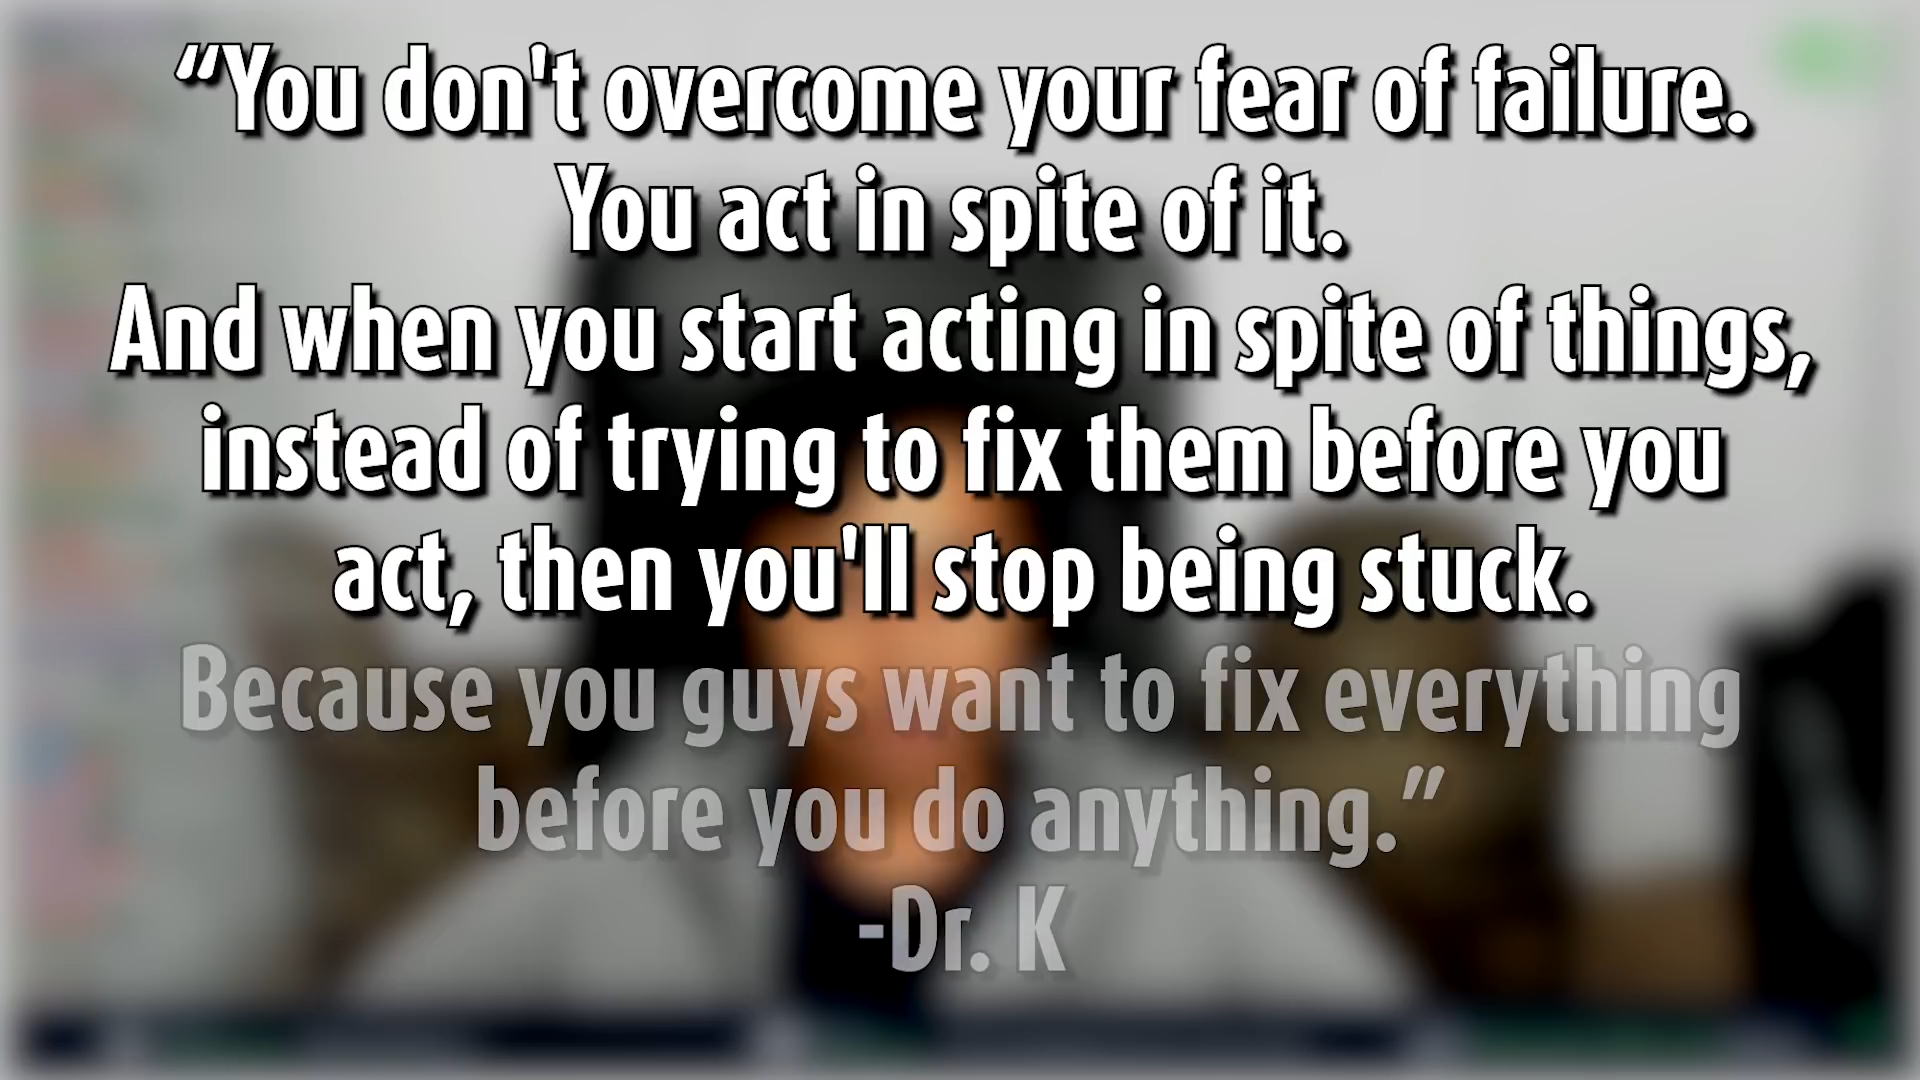 “You don't overcome your fear of failure.
You act in spite of it.
And when you start acting in spite of things,
instead of trying to fix them before you
act, then you'll stop being stuck.
Because you guys want to fix everything
before you do anything.”
-Dr. K